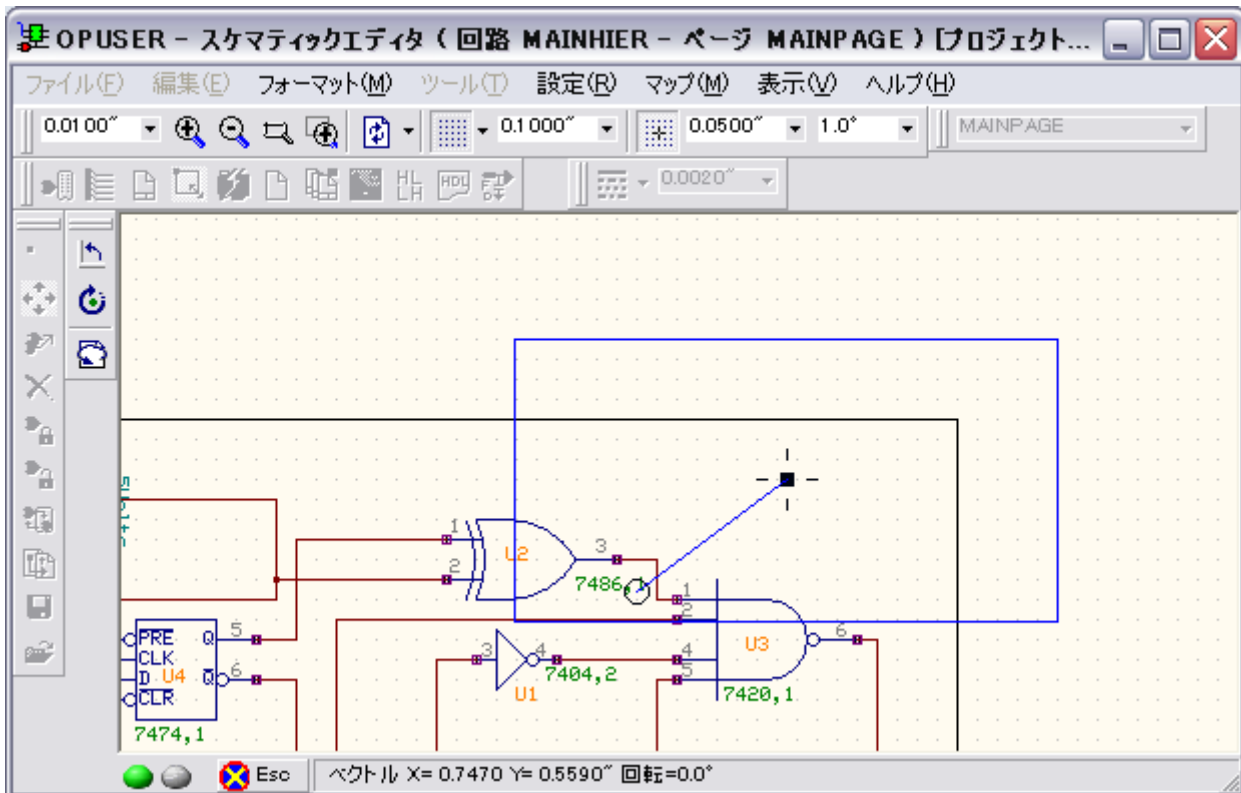 OPUSER - スケマティックエディタ ( 回路 MAINHIER - ページ MAINPAGE ) [プロジェクト...
ファイル(F) 編集(E) フォーマット(M) ツール(T) 設定(R) マップ(M) 表示(V) ヘルプ(H)
0.0100″ 0.1000″ 0.0500″ 1.0° MAINPAGE
HL LH HDL 0.0020″
1 U2 3
2 7486,1 1
2
PRE Q 5 3 4 4 U3 6
CLK
D U4 Q 6 7404,2 5
CLR U1 7420,1
7474,1
Esc ベクトル X= 0.7470 Y= 0.5590″ 回転=0.0°